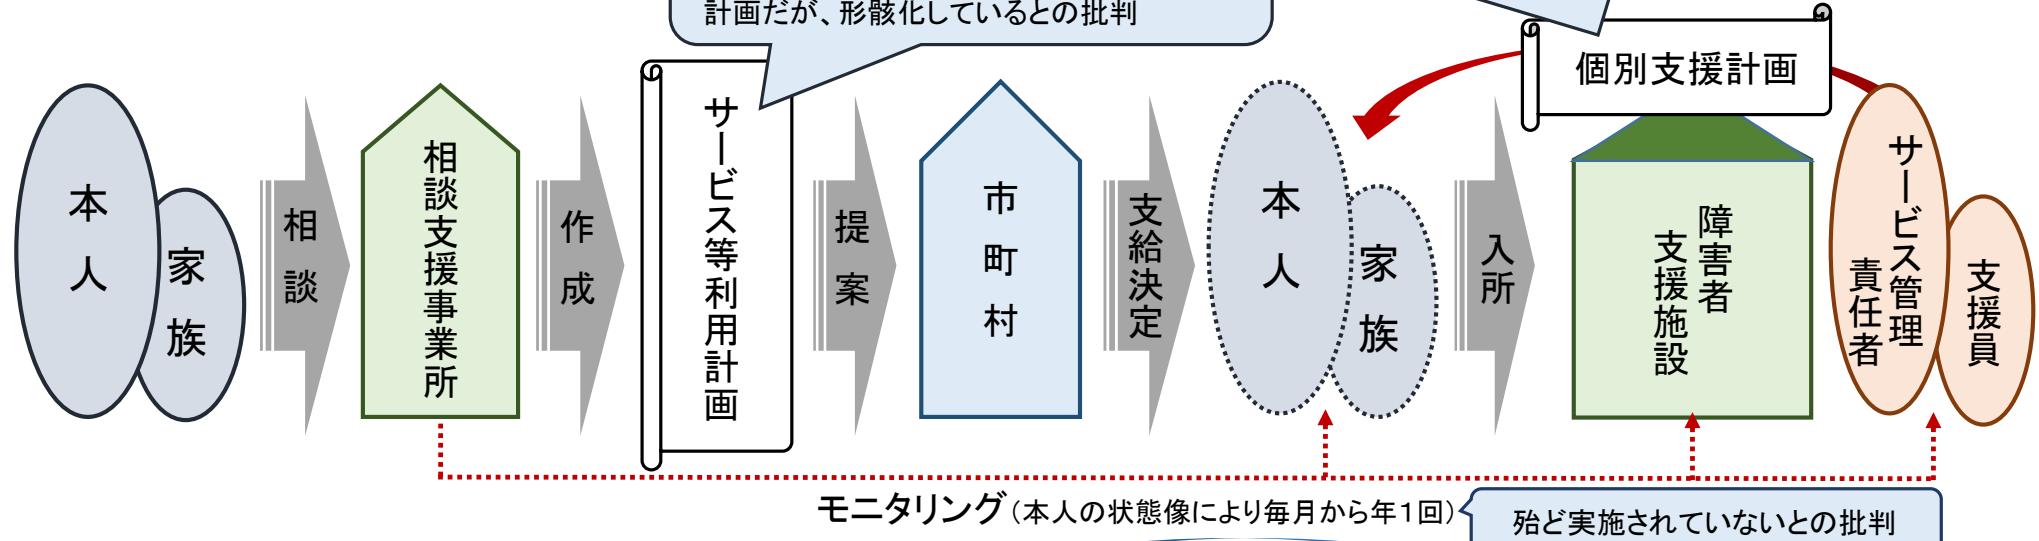 計画だが、形骸化しているとの批判
個別支援計画
本人
家族
相談
相談支援事業所
作成
サービス等利用計画
提案
市町村
支給決定
本人
家族
入所
障害者
支援施設
サービス管理
責任者
支援員
モニタリング（本人の状態像により毎月から年１回）
殆ど実施されていないとの批判